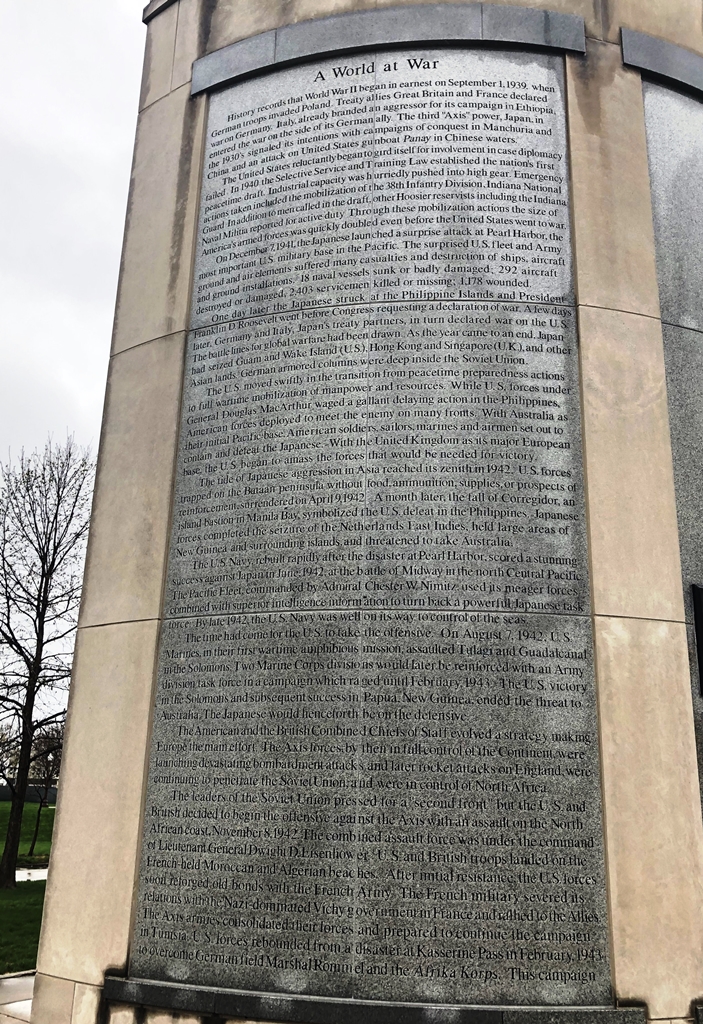 A World at War
History records that World War II began in earnest on September 1, 1939, when
German troops invaded Poland. Treaty allies Great Britain and France declared
war on Germany. Italy, already branded an aggressor for its campaign in Ethiopia,
entered the war on the side of its German ally. The third "Axis" power, Japan, in
the 1930's signaled its intentions with campaigns of conquest in Manchuria and
China and an attack on United States gunboat Panay in Chinese waters.
The United States reluctantly began to gird itself for involvement in case diplomacy
failed. In 1940 the Selective Service and Training Law established the nation's first
peacetime draft. Industrial capacity was hurriedly pushed into high gear. Emergency
actions taken included the mobilization of the 38th Infantry Division, Indiana National
Guard. In addition to men called in the draft, other Hoosier reservists including the Indiana
Naval Militia reported for active duty. Through these mobilization actions the size of
America's armed forces was quickly doubled even before the United States went to war.
On December 7, 1941, the Japanese launched a surprise attack at Pearl Harbor, the
most important U.S. military base in the Pacific. The surprised U.S. fleet and Army
ground and air elements suffered many casualties and destruction of ships, aircraft
and ground installations. 18 naval vessels sunk or badly damaged; 292 aircraft
destroyed or damaged, 2,403 servicemen killed or missing; 1,178 wounded.
One day later the Japanese struck at the Philippine Islands and President
Franklin D. Roosevelt went before Congress requesting a declaration of war. A few days
later, Germany and Italy, Japan's treaty partners, in turn declared war on the U.S.
The battle lines for global warfare had been drawn. As the year came to an end, Japan
had seized Guam and Wake Island (U.S.), Hong Kong and Singapore (U.K.), and other
Asian lands. German armored columns were deep inside the Soviet Union.
The U.S. moved swiftly in the transition from peacetime preparedness actions
to full wartime mobilization of manpower and resources. While U.S. forces under
General Douglas MacArthur waged a gallant delaying action in the Philippines,
American forces deployed to meet the enemy on many fronts. With Australia as
their initial Pacific base, American soldiers, sailors, marines and airmen set out to
contain and defeat the Japanese. With the United Kingdom as its major European
base, the U.S. began to amass the forces that would be needed for victory.
The tide of Japanese aggression in Asia reached its zenith in 1942. U.S. forces
trapped on the Bataan peninsula without food, ammunition, supplies, or prospects of
reinforcement, surrendered on April 9, 1942. A month later, the fall of Corregidor, an
island bastion in Manila Bay, symbolized the U.S. defeat in the Philippines. Japanese
forces completed the seizure of the Netherlands East Indies, held large areas of
New Guinea and surrounding islands, and threatened to take Australia.
The U.S. Navy, rebuilt rapidly after the disaster at Pearl Harbor, scored a stunning
success against Japan in June, 1942, at the battle of Midway in the north Central Pacific.
The Pacific Fleet, commanded by Admiral Chester W. Nimitz used its meager forces
combined with superior intelligence information to turn back a powerful Japanese task
force. By late 1942, the U.S. Navy was well on its way to control of the seas.
The time had come for the U.S. to take the offensive. On August 7, 1942, U.S.
Marines, in their first wartime amphibious mission, assaulted Tulagi and Guadalcanal
in the Solomons. Two Marine Corps divisions would later be reinforced with an Army
division task force in a campaign which raged until February, 1943. The U.S. victory
in the Solomons and subsequent success in Papua, New Guinea, ended the threat to
Australia. The Japanese would henceforth be on the defensive.
The American and the British Combined Chiefs of Staff evolved a strategy making
Europe the main effort. The Axis forces, by then in full control of the Continent, were
launching devastating bombardment attacks and later rocket attacks on England, were
continuing to penetrate the Soviet Union, and were in control of North Africa.
The leaders of the Soviet Union pressed for a "second front" but the U.S. and
British decided to begin the offensive against the Axis with an assault on the North
African coast, November 8, 1942. The combined assault force was under the command
of Lieutenant General Dwight D. Eisenhower. U.S. and British troops landed on the
French-held Moroccan and Algerian beaches. After initial resistance, the U.S. forces
soon reforged old bonds with the French Army. The French military severed its
relations with the Nazi-dominated Vichy government in France and rallied to the Allies.
The Axis armies consolidated their forces and prepared to continue the campaign
in Tunisia. U.S. forces rebounded from a disaster at Kasserine Pass in February, 1943
to overcome German Field Marshal Rommel and the Afrika Korps. This campaign